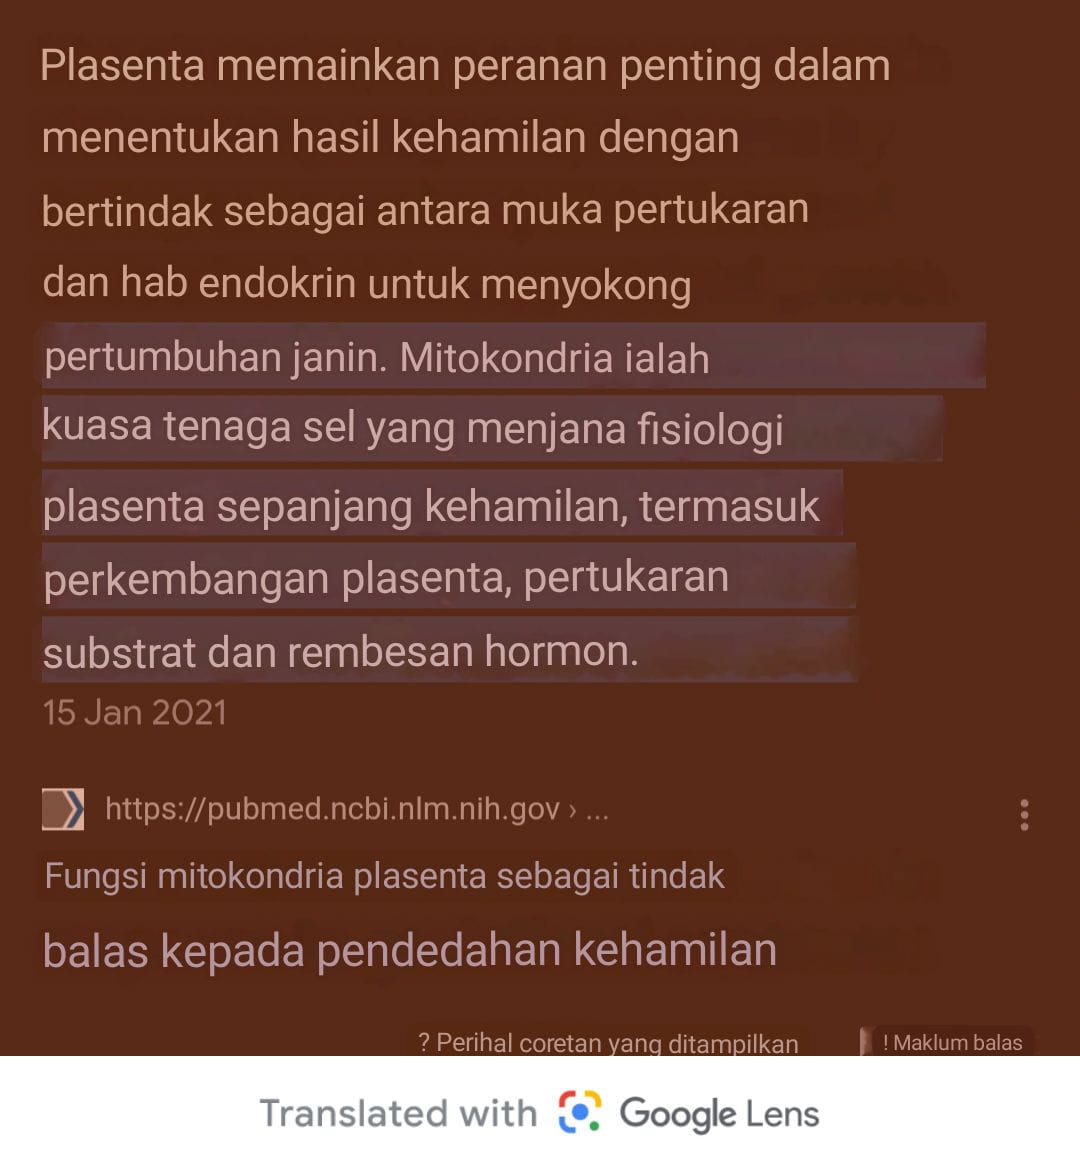 Plasenta memainkan peranan penting dalam
menentukan hasil kehamilan dengan
bertindak sebagai antara muka pertukaran
dan hab endokrin untuk menyokong
pertumbuhan janin. Mitokondria ialah
kuasa tenaga sel yang menjana fisiologi
plasenta sepanjang kehamilan, termasuk
perkembangan plasenta, pertukaran
substrat dan rembesan hormon.
15 Jan 2021
https://pubmed.ncbi.nlm.nih.gov › ...
Fungsi mitokondria plasenta sebagai tindak
balas kepada pendedahan kehamilan
? Perihal coretan yang ditampilkan
! Maklum balas
Translated with Google Lens